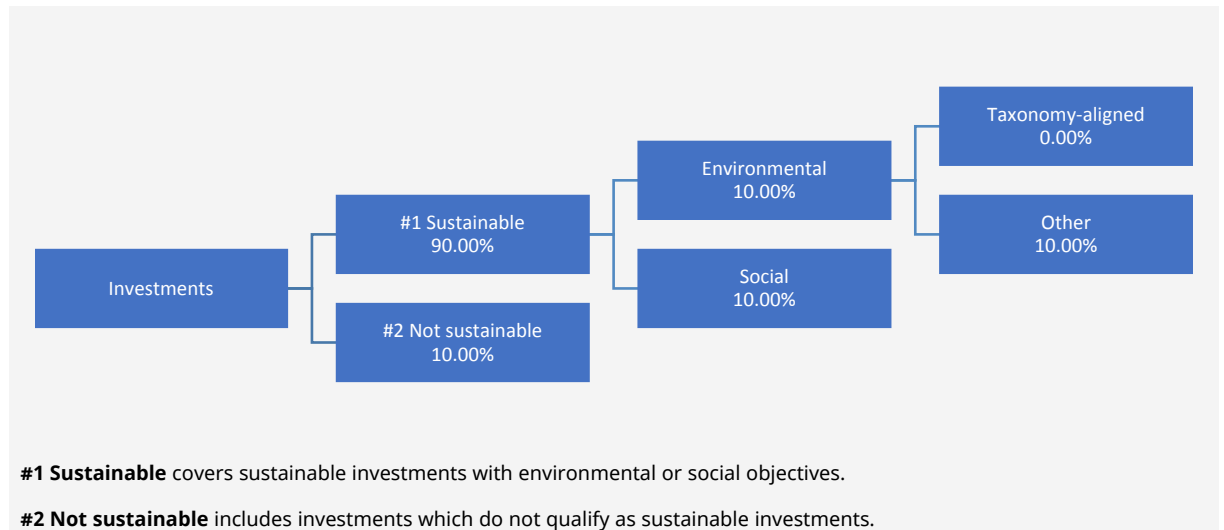 Investments
#1 Sustainable
90.00%
#2 Not sustainable
10.00%
Environmental
10.00%
Social
10.00%
Taxonomy-aligned
0.00%
Other
10.00%
#1 Sustainable covers sustainable investments with environmental or social objectives.
#2 Not sustainable includes investments which do not qualify as sustainable investments.